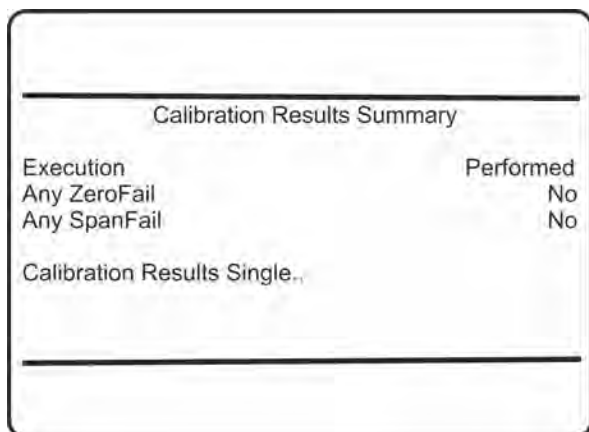 Calibration Results Summary
Execution Performed
Any ZeroFail No
Any SpanFail No
Calibration Results Single..